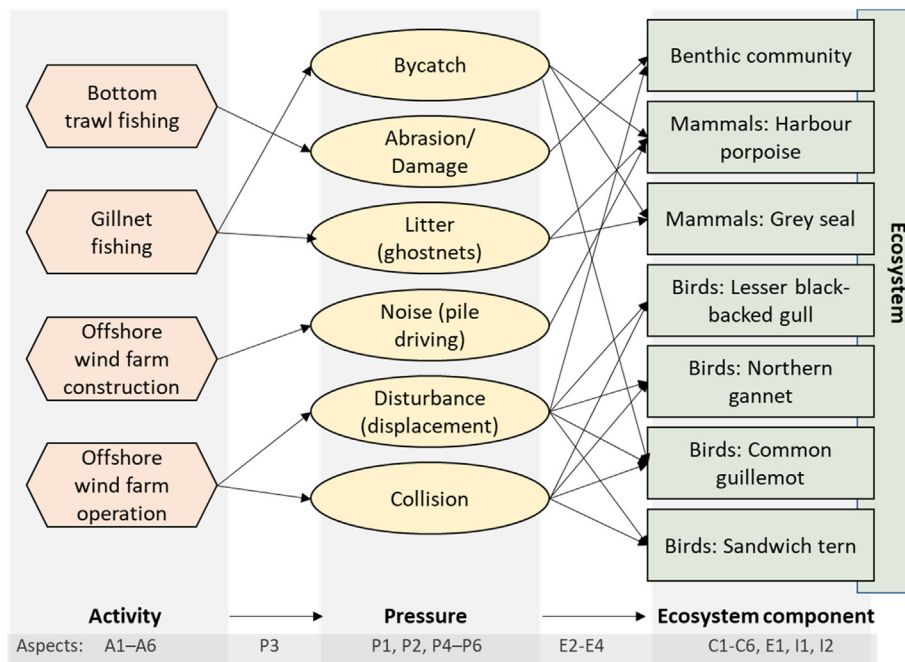 Bottom
trawl fishing
Gillnet
fishing
Offshore
wind farm
construction
Offshore
wind farm
operation
Bycatch
Abrasion/
Damage
Litter
(ghostnets)
Noise (pile
driving)
Disturbance
(displacement)
Collision
Benthic community
Mammals: Harbour
porpoise
Mammals: Grey seal
Birds: Lesser black-
backed gull
Birds: Northern
gannet
Birds: Common
guillemot
Birds: Sandwich tern
Ecosystem
Activity
Pressure
Ecosystem component
Aspects: A1–A6 P3 P1, P2, P4–P6 E2-E4 C1-C6, E1, I1, I2